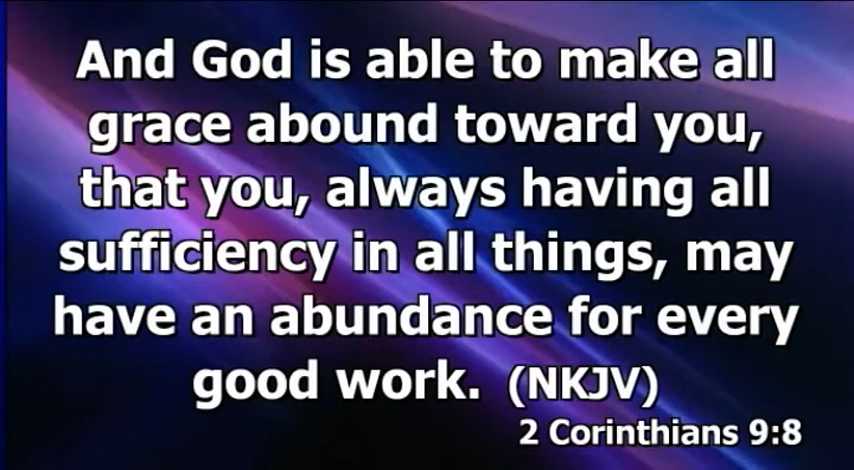 And God is able to make all
grace abound toward you,
that you, always having all
sufficiency in all things, may
have an abundance for every
good work. (NKJV)
2 Corinthians 9:8